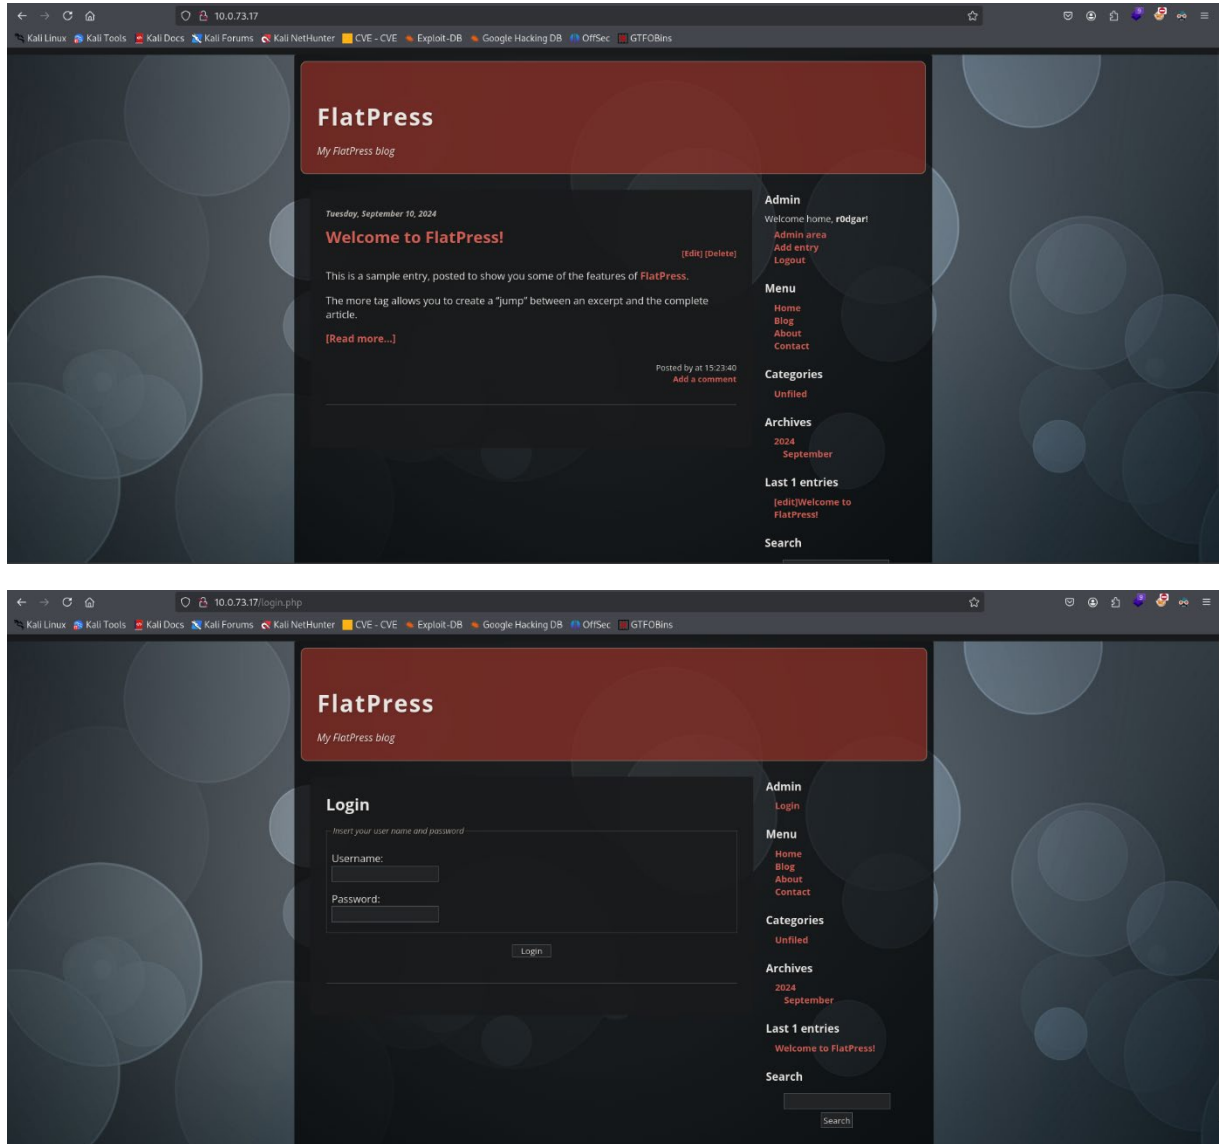 10.0.73.17
Kali Linux Kali Tools Kali Docs Kali Forums Kali NetHunter CVE - CVE Exploit-DB Google Hacking DB OffSec GTFOBins
FlatPress
My FlatPress blog
Tuesday, September 10, 2024
Welcome to FlatPress!
[Edit] [Delete]
This is a sample entry, posted to show you some of the features of FlatPress.
The more tag allows you to create a “jump” between an excerpt and the complete
article.
[Read more…]
Posted by at 15:23:40
Add a comment
Admin
Welcome home, r0dgar!
Admin area
Add entry
Logout
Menu
Home
Blog
About
Contact
Categories
Unfiled
Archives
2024
September
Last 1 entries
[edit]Welcome to
FlatPress!
Search
10.0.73.17/login.php
Kali Linux Kali Tools Kali Docs Kali Forums Kali NetHunter CVE - CVE Exploit-DB Google Hacking DB OffSec GTFOBins
FlatPress
My FlatPress blog
Login
Insert your user name and password
Username:
Password:
Login
Admin
Login
Menu
Home
Blog
About
Contact
Categories
Unfiled
Archives
2024
September
Last 1 entries
Welcome to FlatPress!
Search
Search